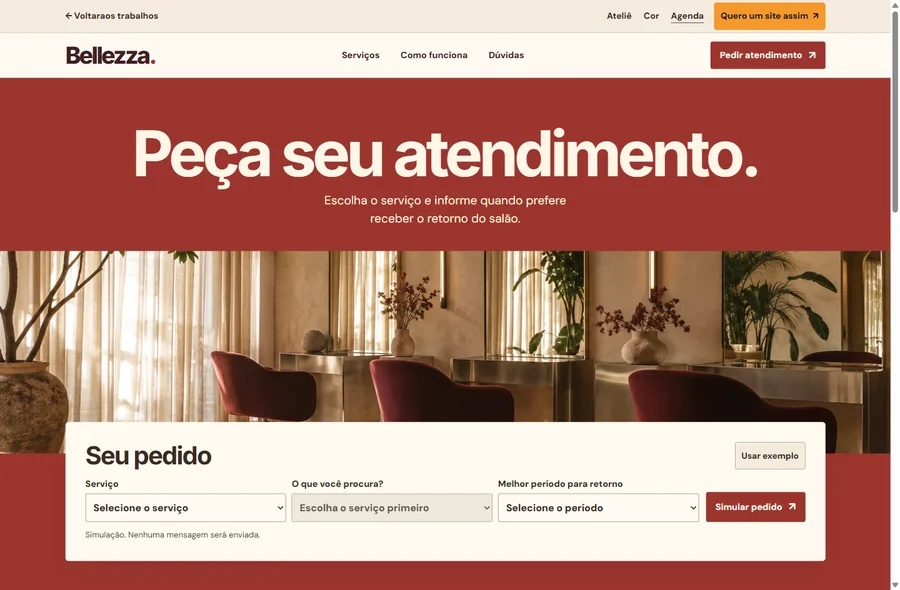 ← Voltaraos trabalhos
Ateliê Cor Agenda Quero um site assim ↗
Bellezza.
Serviços Como funciona Dúvidas
Pedir atendimento ↗
Peça seu atendimento.
Escolha o serviço e informe quando prefere
receber o retorno do salão.
Seu pedido
Usar exemplo
Serviço
Selecione o serviço
O que você procura?
Escolha o serviço primeiro
Melhor período para retorno
Selecione o período
Simular pedido ↗
Simulação. Nenhuma mensagem será enviada.